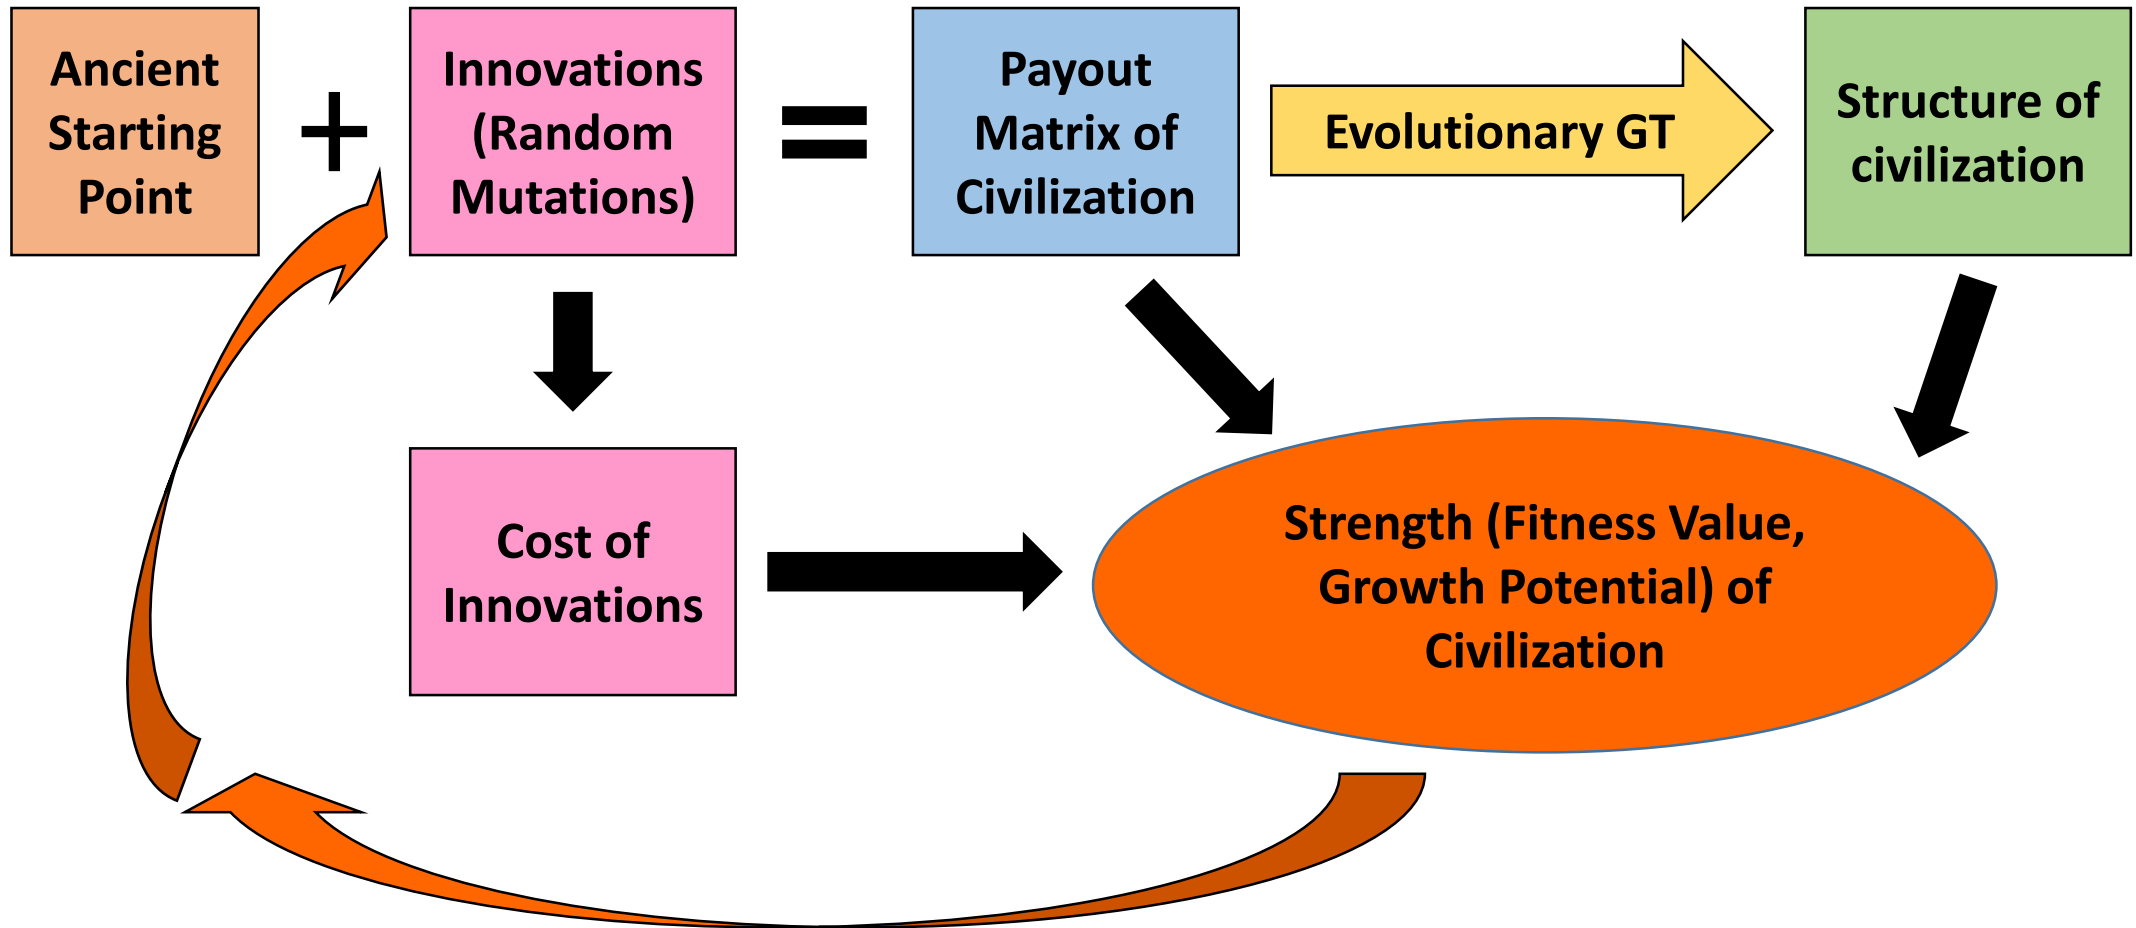 Ancient
Starting
Point
+
Innovations
(Random
Mutations)
=
Payout
Matrix of
Civilization
Evolutionary GT
Structure of
civilization
Cost of
Innovations
Strength (Fitness Value,
Growth Potential) of
Civilization